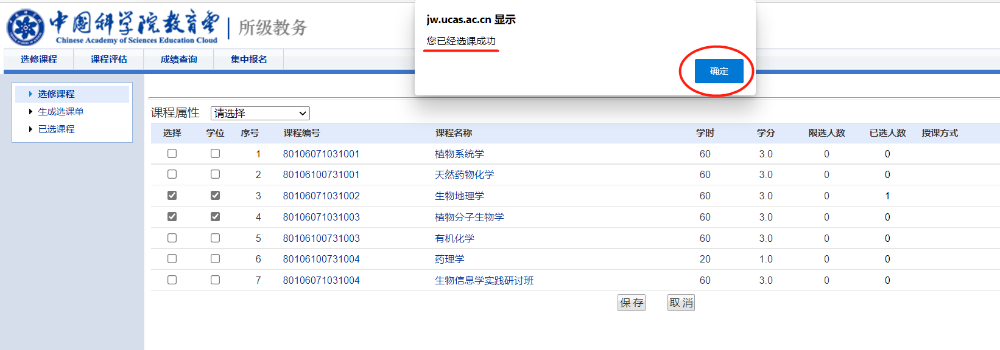 中国科学院教育云 | 所级教务
Chinese Academy of Sciences Education Cloud
jw.ucas.ac.cn 显示
您已经选课成功
确定
选修课程 课程评估 成绩查询 集中报名
选修课程
生成选课单
已选课程
课程属性 请选择
选择 学位 序号 课程编号 课程名称 学时 学分 限选人数 已选人数 授课方式
1 80106071031001 植物系统学 60 3.0 0 0
2 80106100731001 天然药物化学 60 3.0 0 0
3 80106071031002 生物地理学 60 3.0 0 1
4 80106071031003 植物分子生物学 60 3.0 0 0
5 80106100731003 有机化学 60 3.0 0 0
6 80106100731004 药理学 20 1.0 0 0
7 80106071031004 生物信息学实践研讨班 60 3.0 0 0
保 存 取 消